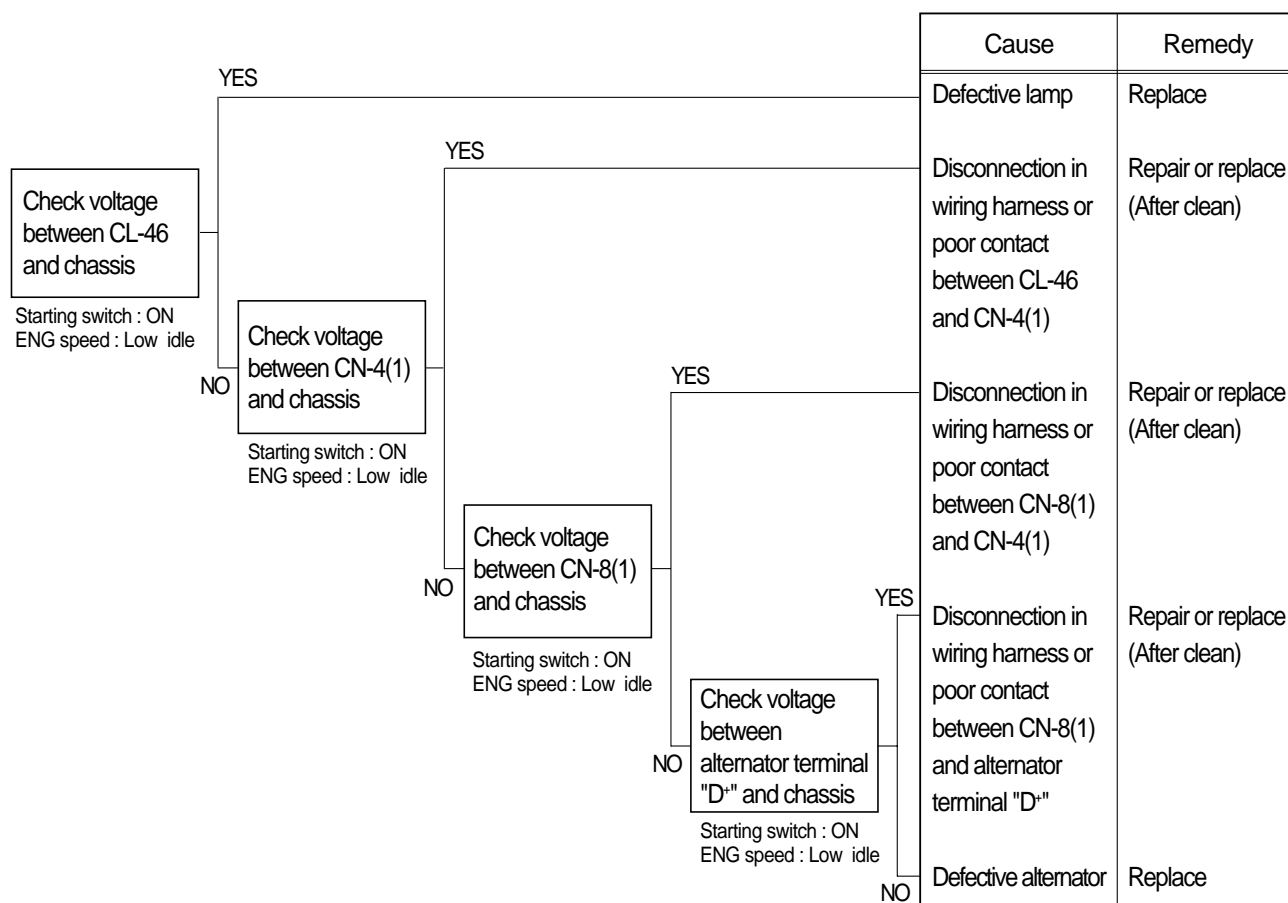 Cause
Remedy
YES
Defective lamp
Replace
YES
Disconnection in
wiring harness or
poor contact
between CL-46
and CN-4(1)
Repair or replace
(After clean)
Check voltage
between CL-46
and chassis
Starting switch : ON
ENG speed : Low idle
NO
Check voltage
between CN-4(1)
and chassis
Starting switch : ON
ENG speed : Low idle
YES
Disconnection in
wiring harness or
poor contact
between CN-8(1)
and CN-4(1)
Repair or replace
(After clean)
NO
Check voltage
between CN-8(1)
and chassis
Starting switch : ON
ENG speed : Low idle
YES
Disconnection in
wiring harness or
poor contact
between CN-8(1)
and alternator
terminal "D+"
Repair or replace
(After clean)
NO
Check voltage
between
alternator terminal
"D+" and chassis
Starting switch : ON
ENG speed : Low idle
NO
Defective alternator
Replace